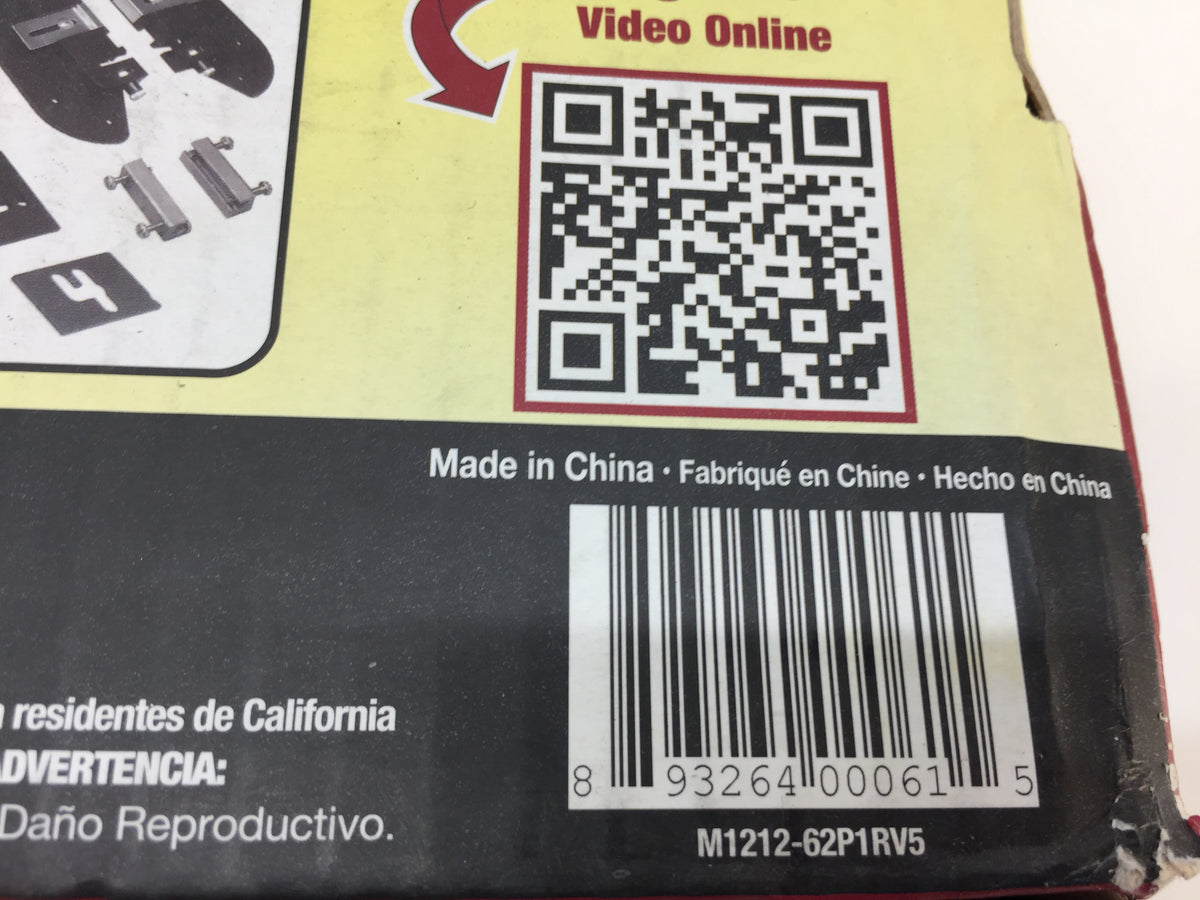 Video Online
Made in China • Fabriqué en Chine • Hecho en China
residentes de California
ADVERTENCIA:
Daño Reproductivo.
8 93264 00061 5
M1212-62P1RV5